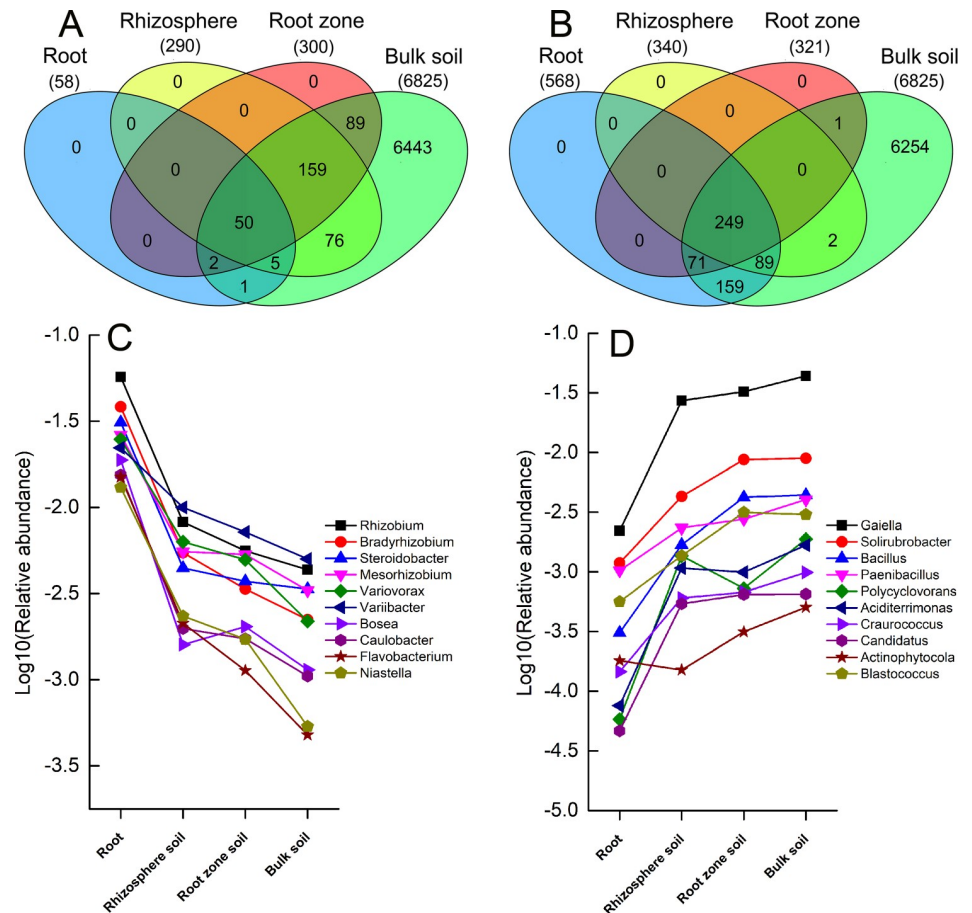 A
Rhizosphere
(290)
Root zone
(300)
Root
(58)
Bulk soil
(6825)
0
0
0
0
89
0
6443
0
159
50
0
76
2
5
1
B
Rhizosphere
(340)
Root zone
(321)
Root
(568)
Bulk soil
(6825)
0
0
0
0
1
0
6254
0
0
249
0
2
71
89
159
C
Log10(Relative abundance)
-1.0
-1.5
-2.0
-2.5
-3.0
-3.5
Rhizobium
Bradyrhizobium
Steroidobacter
Mesorhizobium
Variovorax
Variibacter
Bosea
Caulobacter
Flavobacterium
Niastella
Root
Rhizosphere soil
Root zone soil
Bulk soil
D
Log10(Relative abundance)
-1.0
-1.5
-2.0
-2.5
-3.0
-3.5
-4.0
-4.5
-5.0
Gaiella
Solirubrobacter
Bacillus
Paenibacillus
Polycyclovorans
Aciditerrimonas
Craurococcus
Candidatus
Actinophytocola
Blastococcus
Root
Rhizosphere soil
Root zone soil
Bulk soil